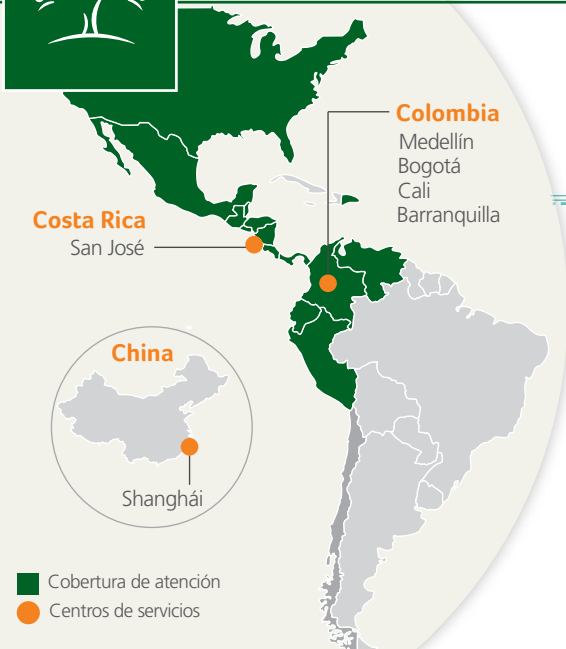 Colombia
Medellín
Bogotá
Cali
Barranquilla
Costa Rica
San José
China
Shanghái
Cobertura de atención
Centros de servicios